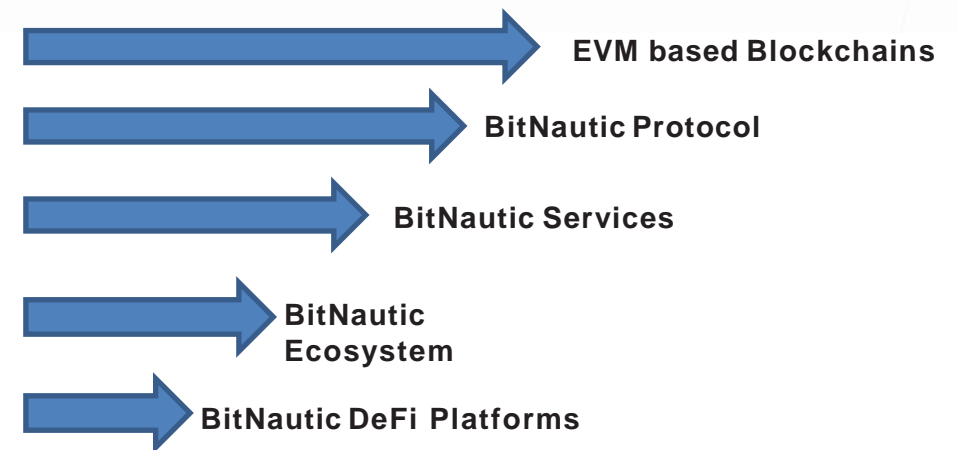 EVM based Blockchains
BitNautic Protocol
BitNautic Services
BitNautic
Ecosystem
BitNautic DeFi Platforms